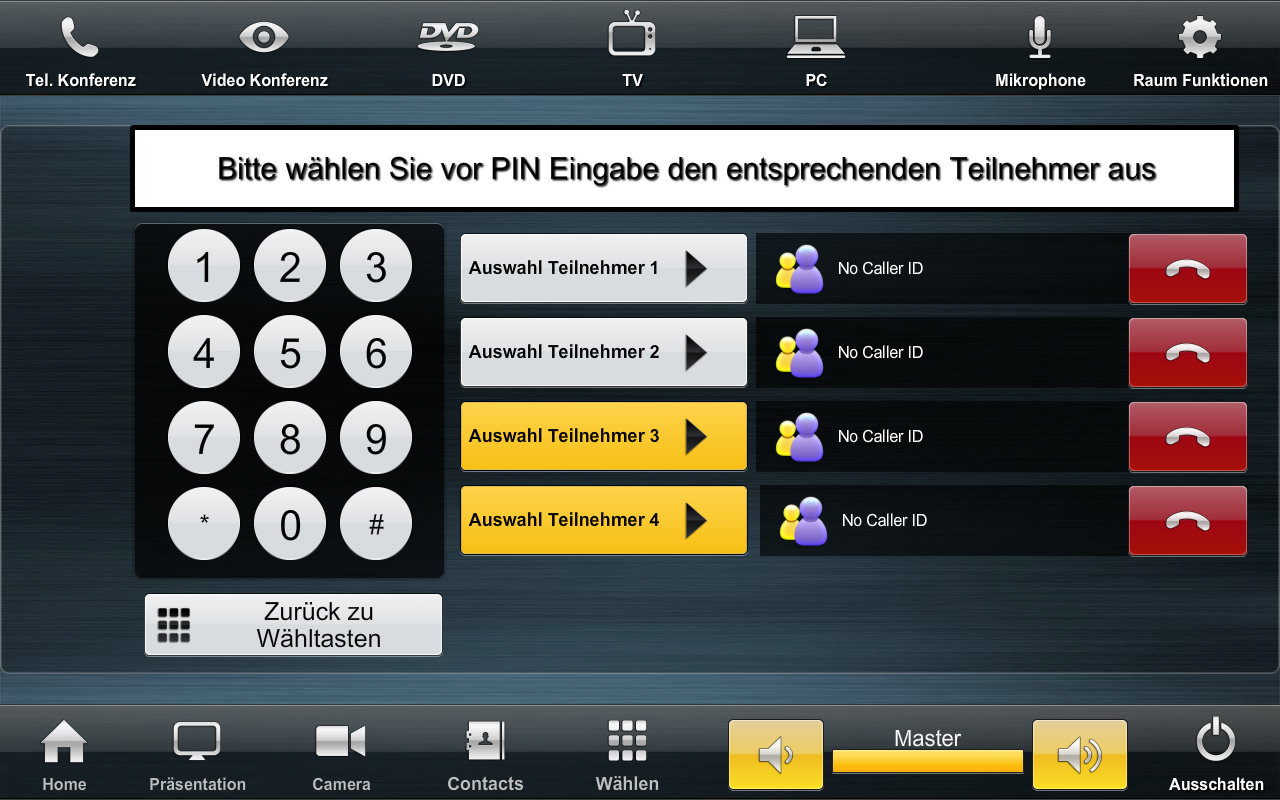 Tel. Konferenz
Video Konferenz
DVD
DVD
TV
PC
Mikrophone
Raum Funktionen
Bitte wählen Sie vor PIN Eingabe den entsprechenden Teilnehmer aus
1 2 3
Auswahl Teilnehmer 1
No Caller ID
4 5 6
Auswahl Teilnehmer 2
No Caller ID
7 8 9
Auswahl Teilnehmer 3
No Caller ID
* 0 #
Auswahl Teilnehmer 4
No Caller ID
Zurück zu
Wähltasten
Home
Präsentation
Camera
Contacts
Wählen
Master
Ausschalten